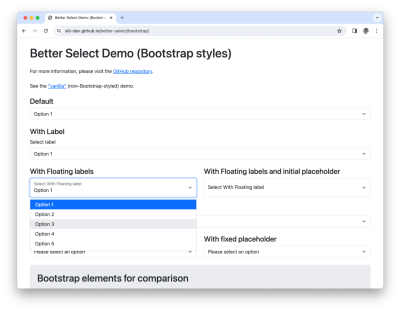 Better Select Demo (Bootst
silt-dev.github.io/better-select/bootstrap/
Better Select Demo (Bootstrap styles)
For more information, please visit the GitHub repository.
See the "vanilla" (non-Bootstrap-styled) demo.
Default
Option 1
With Label
Select label
Option 1
With Floating labels
With Floating labels and initial placeholder
Select With Floating label
Option 1
Select With Floating label
Option 1
Option 2
Option 3
Option 4
Option 5
With fixed placeholder
Please select an option
Please select an option
Bootstrap elements for comparison